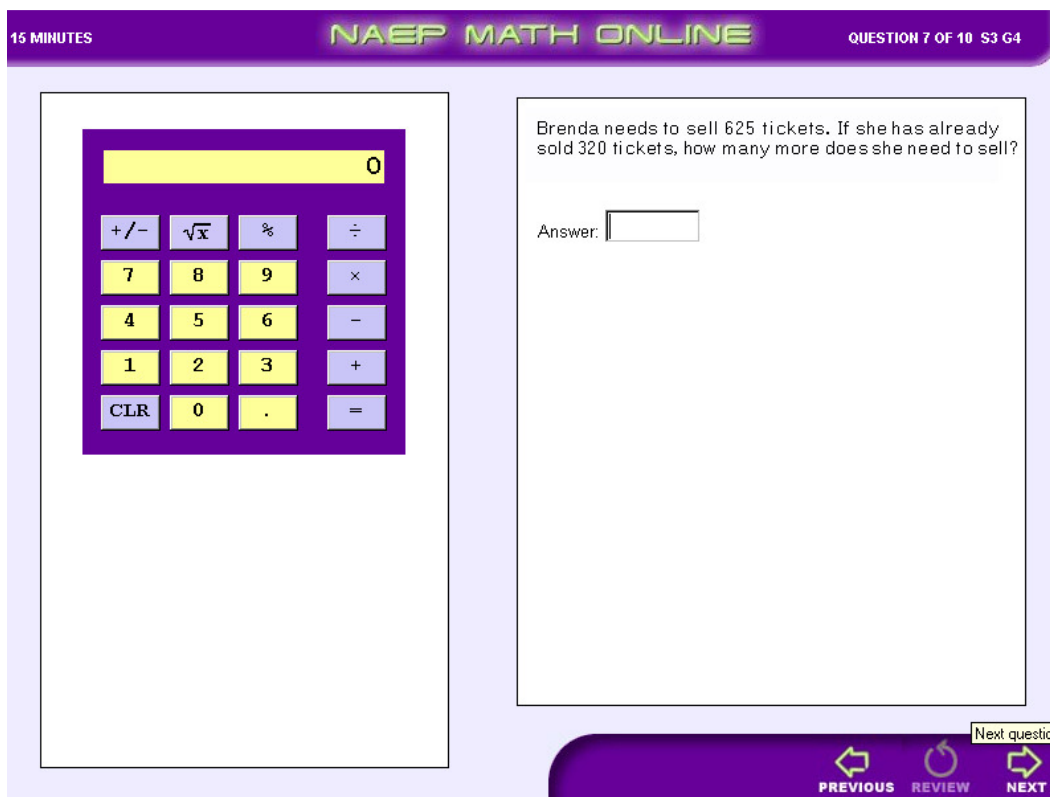 15 MINUTES
NAEP MATH ONLINE
QUESTION 7 OF 10 S3 G4
0
+/- √x % ÷
7 8 9 ×
4 5 6 -
1 2 3 +
CLR 0 . =
Brenda needs to sell 625 tickets. If she has already
sold 320 tickets, how many more does she need to sell?
Answer:
Next questio
PREVIOUS REVIEW NEXT